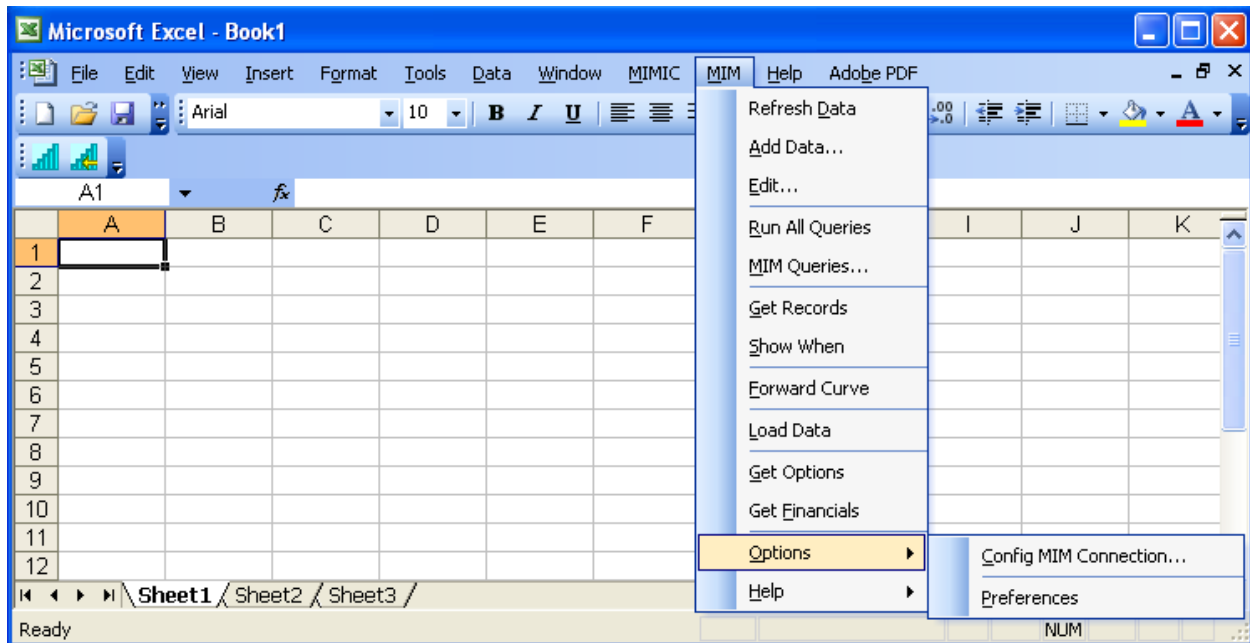 Microsoft Excel - Book1
File Edit View Insert Format Tools Data Window MIMIC MIM Help Adobe PDF
Arial 10 B I U .00 .0 A
A1 fx
A B C D E F I J K
1
2
3
4
5
6
7
8
9
10
11
12
Refresh Data
Add Data...
Edit...
Run All Queries
MIM Queries...
Get Records
Show When
Forward Curve
Load Data
Get Options
Get Financials
Options
Help
Config MIM Connection...
Preferences
Sheet1 Sheet2 Sheet3
Ready NUM